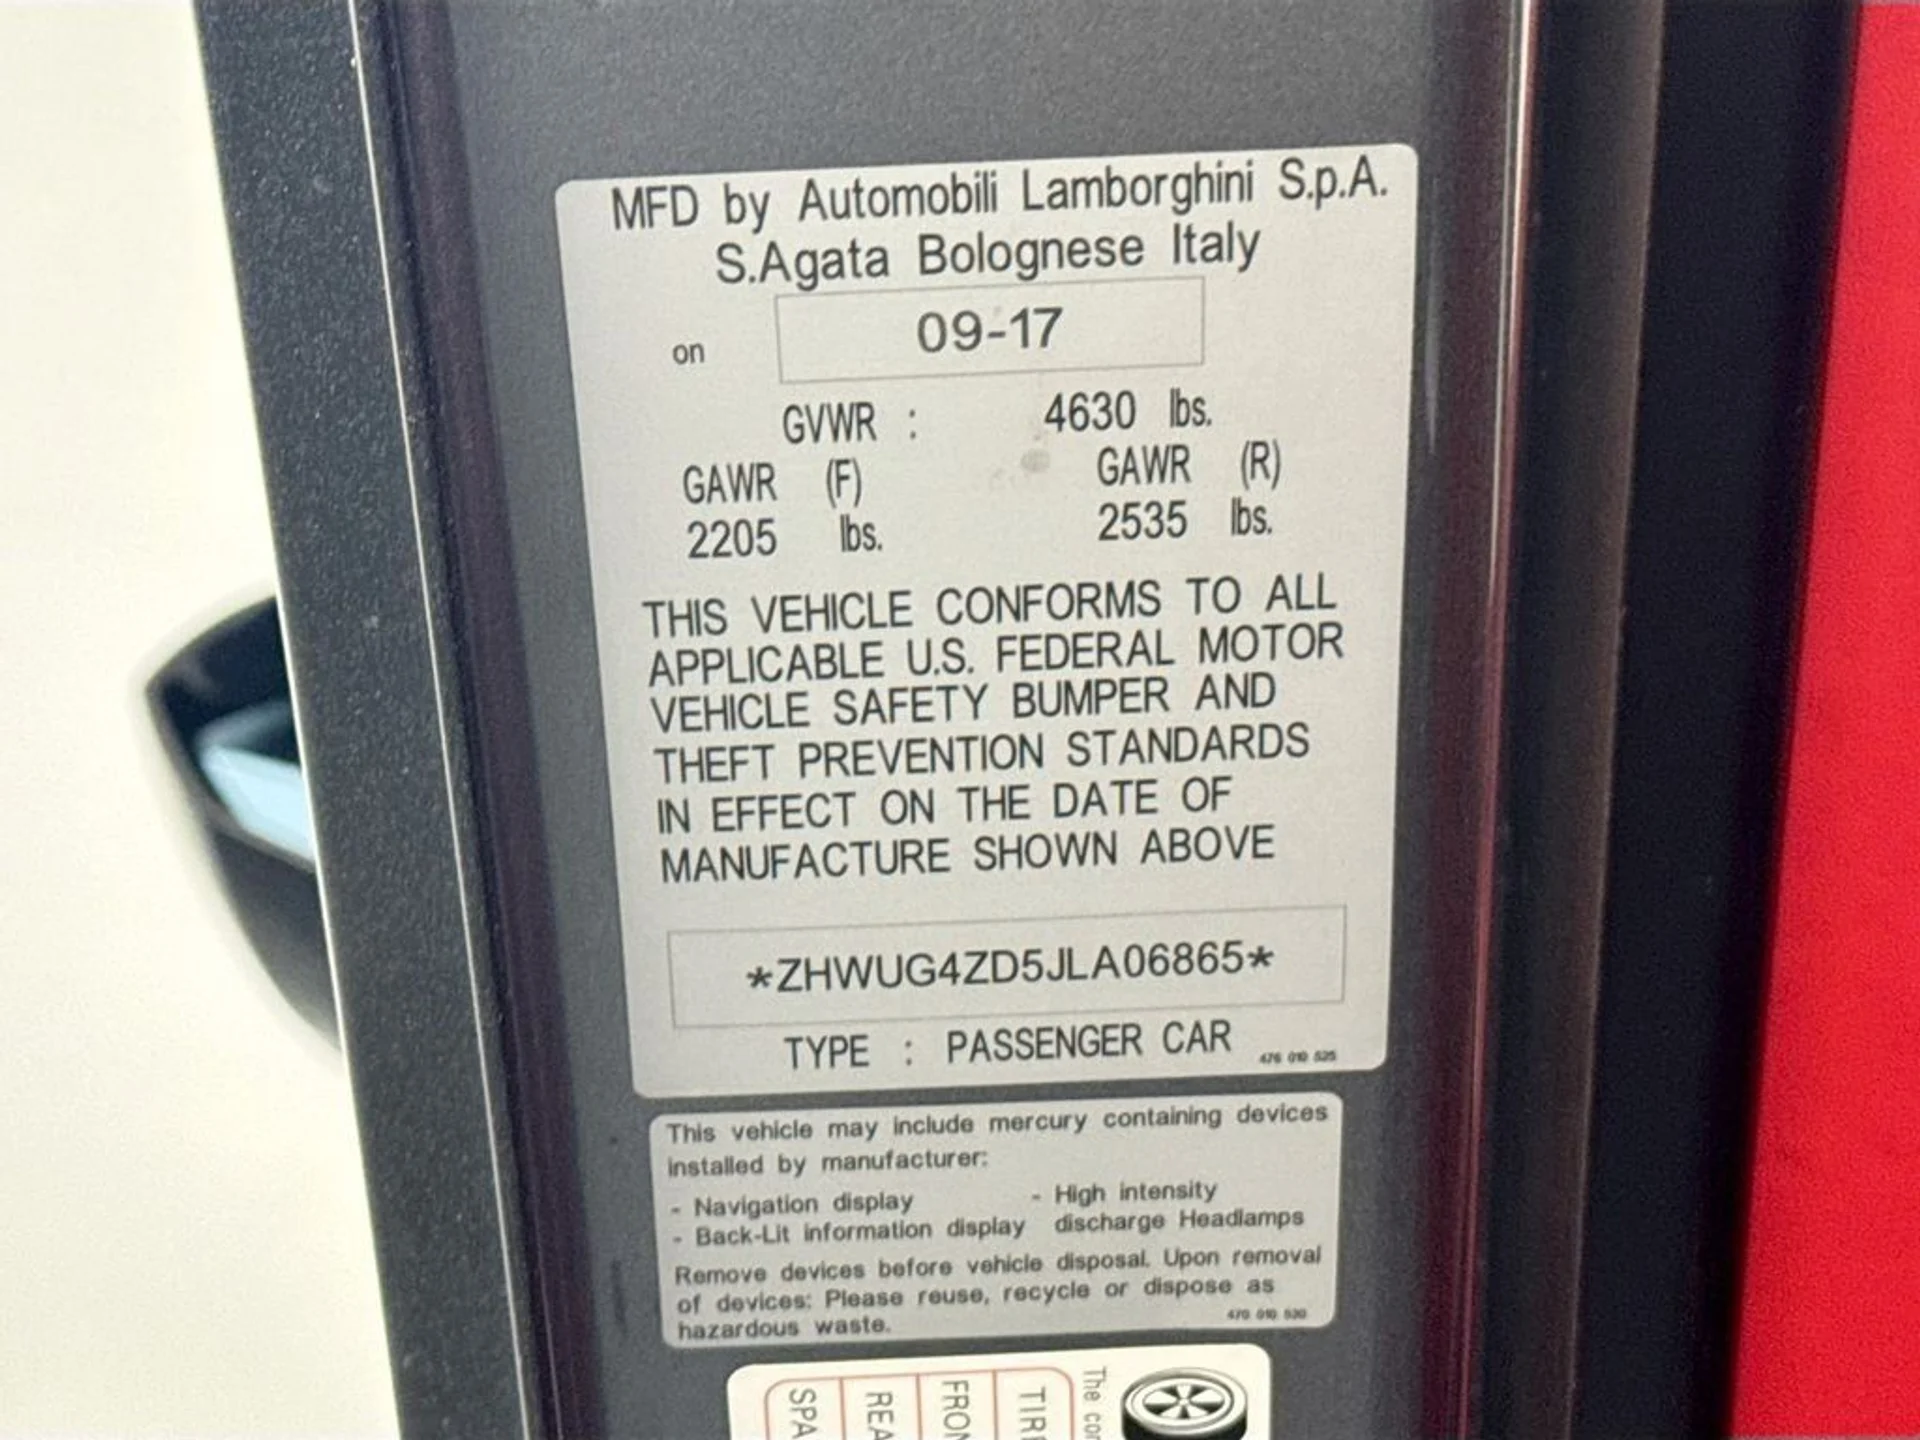 MFD by Automobili Lamborghini S.p.A.
S.Agata Bolognese Italy
on 09-17
GVWR : 4630 lbs.
GAWR (F) GAWR (R)
2205 lbs. 2535 lbs.
THIS VEHICLE CONFORMS TO ALL
APPLICABLE U.S. FEDERAL MOTOR
VEHICLE SAFETY BUMPER AND
THEFT PREVENTION STANDARDS
IN EFFECT ON THE DATE OF
MANUFACTURE SHOWN ABOVE
*ZHWUG4ZD5JLA06865*
TYPE : PASSENGER CAR
476 010 525
This vehicle may include mercury containing devices
installed by manufacturer:
- Navigation display - High intensity
- Back-Lit information display discharge Headlamps
Remove devices before vehicle disposal. Upon removal
of devices: Please reuse, recycle or dispose as
hazardous waste.
The